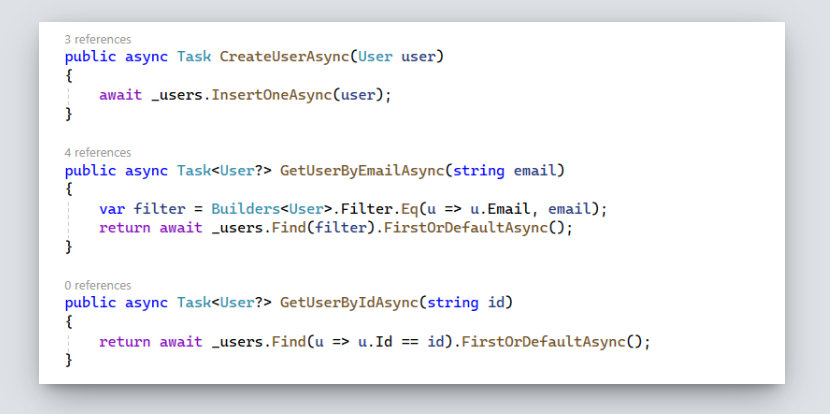 3 references
public async Task CreateUserAsync(User user)
{
await _users.InsertOneAsync(user);
}
4 references
public async Task<User?> GetUserByEmailAsync(string email)
{
var filter = Builders<User>.Filter.Eq(u => u.Email, email);
return await _users.Find(filter).FirstOrDefaultAsync();
}
0 references
public async Task<User?> GetUserByIdAsync(string id)
{
return await _users.Find(u => u.Id == id).FirstOrDefaultAsync();
}